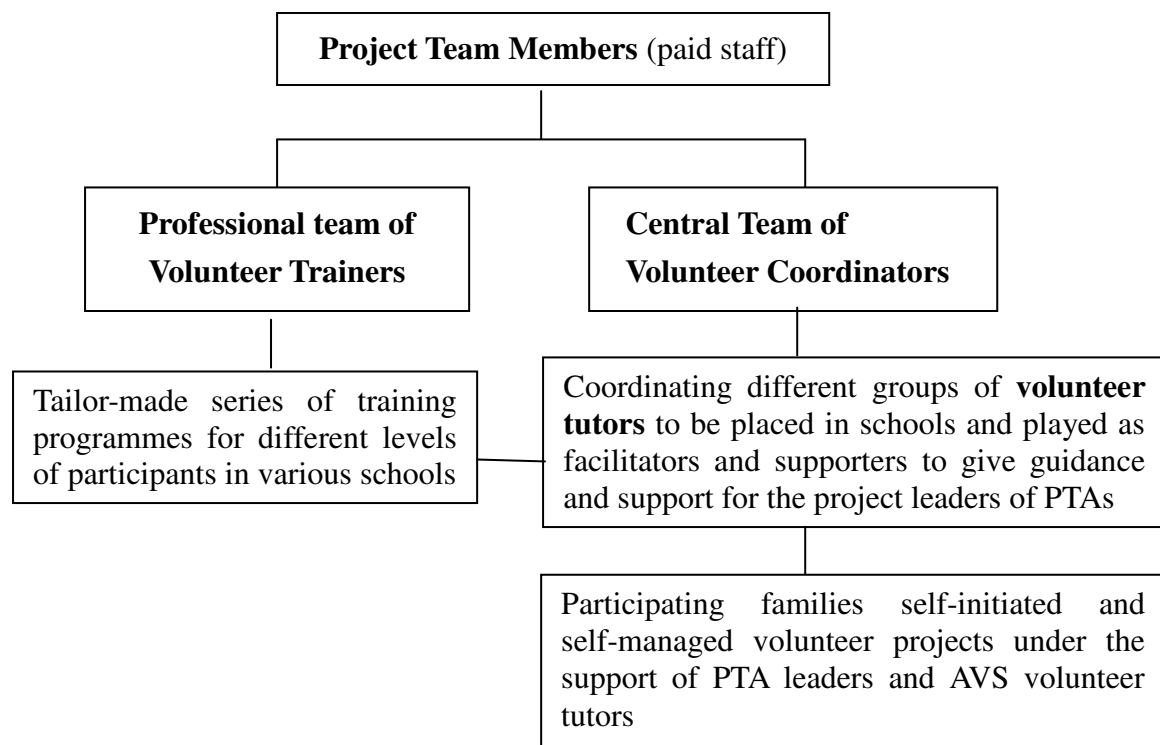 Project Team Members (paid staff)
Professional team of
Volunteer Trainers
Central Team of
Volunteer Coordinators
Tailor-made series of training
programmes for different levels
of participants in various schools
Coordinating different groups of volunteer
tutors to be placed in schools and played as
facilitators and supporters to give guidance
and support for the project leaders of PTAs
Participating families self-initiated and
self-managed volunteer projects under the
support of PTA leaders and AVS volunteer
tutors